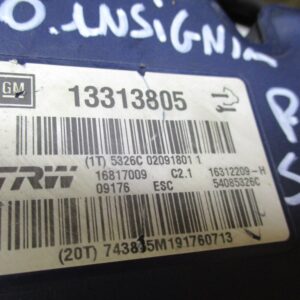 O. INSIGNIA
GM 13313805
(1T) 5326C 02091801 1
16817009 C2.1 16312209-H
TRW 09176 ESC 54085326C
(20T) 743835M191760713